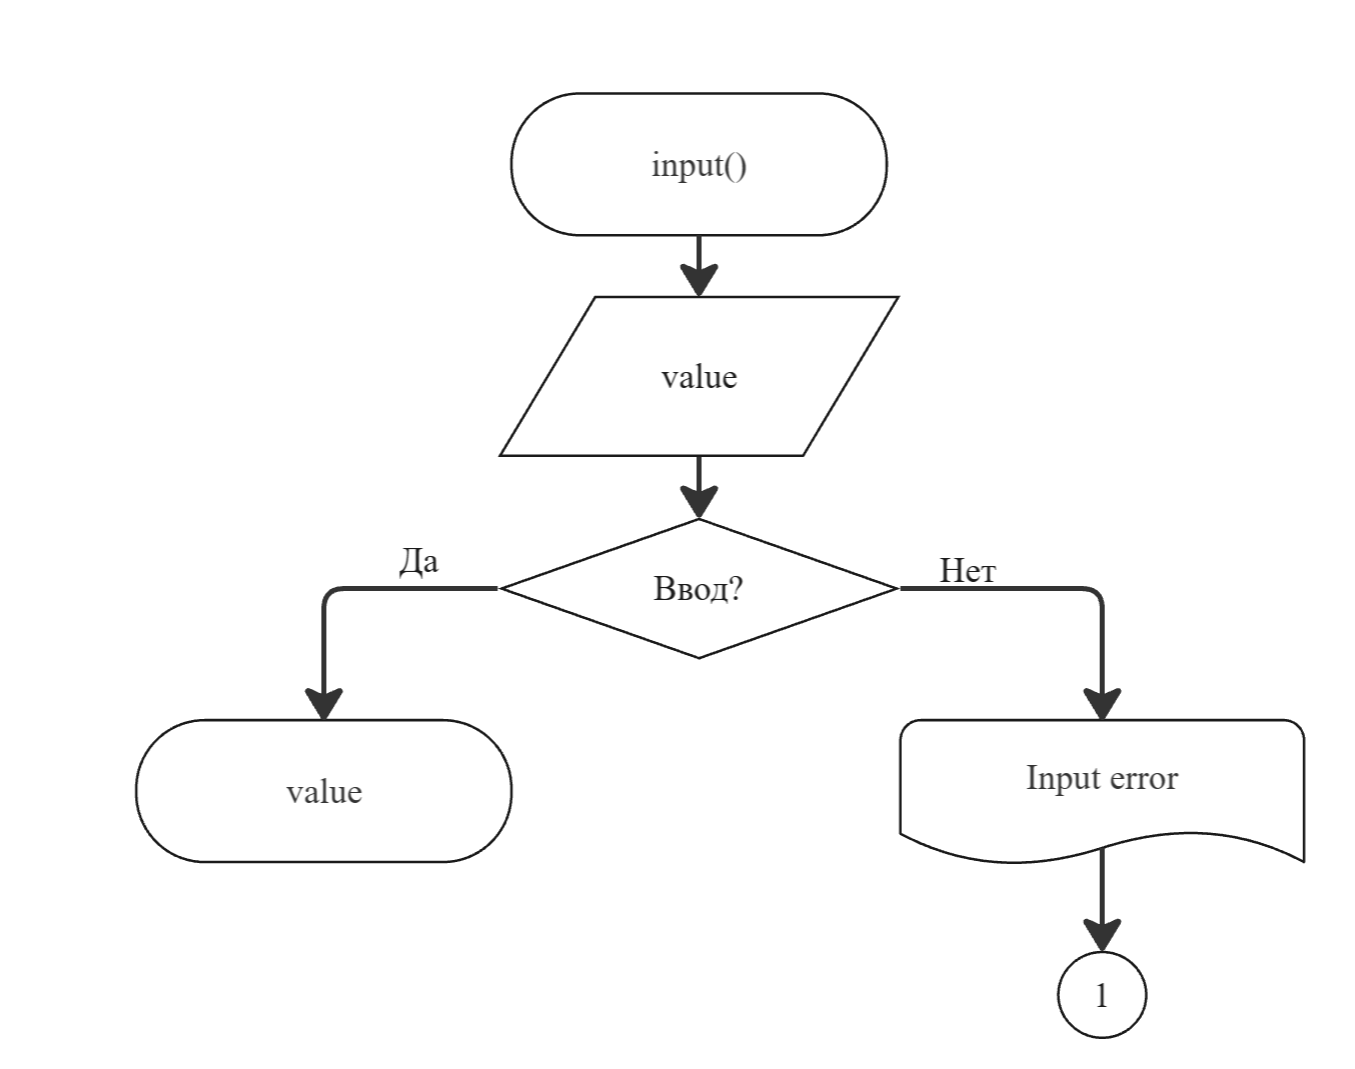 input()
value
Ввод?
Да
Нет
value
Input error
1